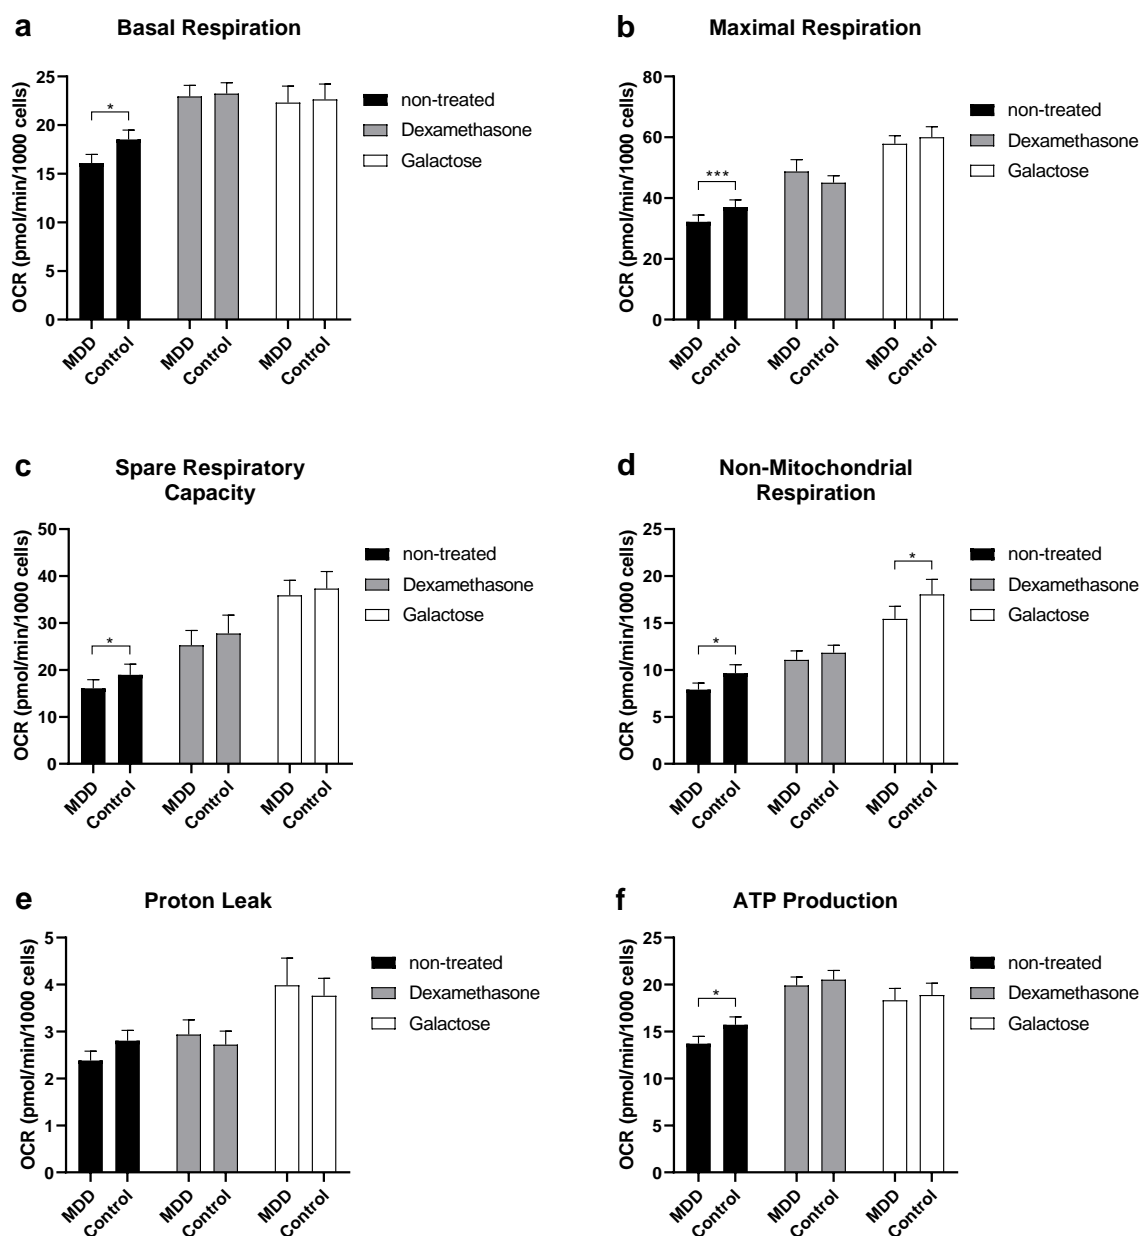 a Basal Respiration
OCR (pmol/min/1000 cells)
25
20
15
10
5
0
*
MDD
Control
MDD
Control
MDD
Control
non-treated
Dexamethasone
Galactose
b Maximal Respiration
OCR (pmol/min/1000 cells)
80
60
40
20
0
***
MDD
Control
MDD
Control
MDD
Control
non-treated
Dexamethasone
Galactose
c Spare Respiratory
Capacity
OCR (pmol/min/1000 cells)
50
40
30
20
10
0
*
MDD
Control
MDD
Control
MDD
Control
non-treated
Dexamethasone
Galactose
d Non-Mitochondrial
Respiration
OCR (pmol/min/1000 cells)
25
20
15
10
5
0
*
*
MDD
Control
MDD
Control
MDD
Control
non-treated
Dexamethasone
Galactose
e Proton Leak
OCR (pmol/min/1000 cells)
5
4
3
2
1
0
MDD
Control
MDD
Control
MDD
Control
non-treated
Dexamethasone
Galactose
f ATP Production
OCR (pmol/min/1000 cells)
25
20
15
10
5
0
*
MDD
Control
MDD
Control
MDD
Control
non-treated
Dexamethasone
Galactose